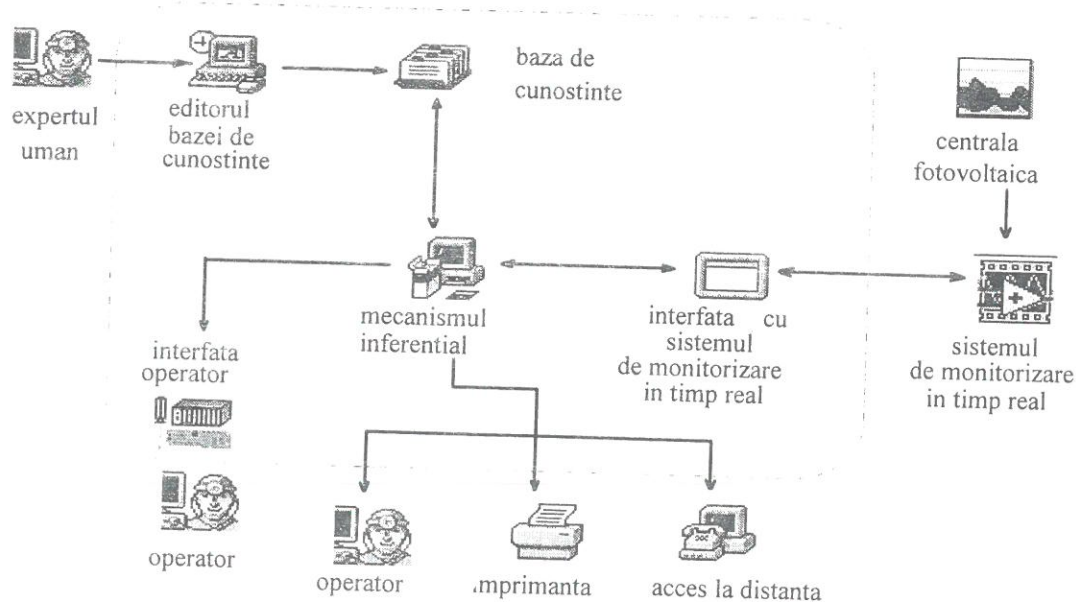 expertul
uman
editorul
bazei de
cunostinte
baza de
cunostinte
centrala
fotovoltaica
mecanismul
inferential
interfata cu
sistemul
de monitorizare
in timp real
sistemul
de monitorizare
in timp real
interfata
operator
operator
operator
mprimanta
acces la distanta